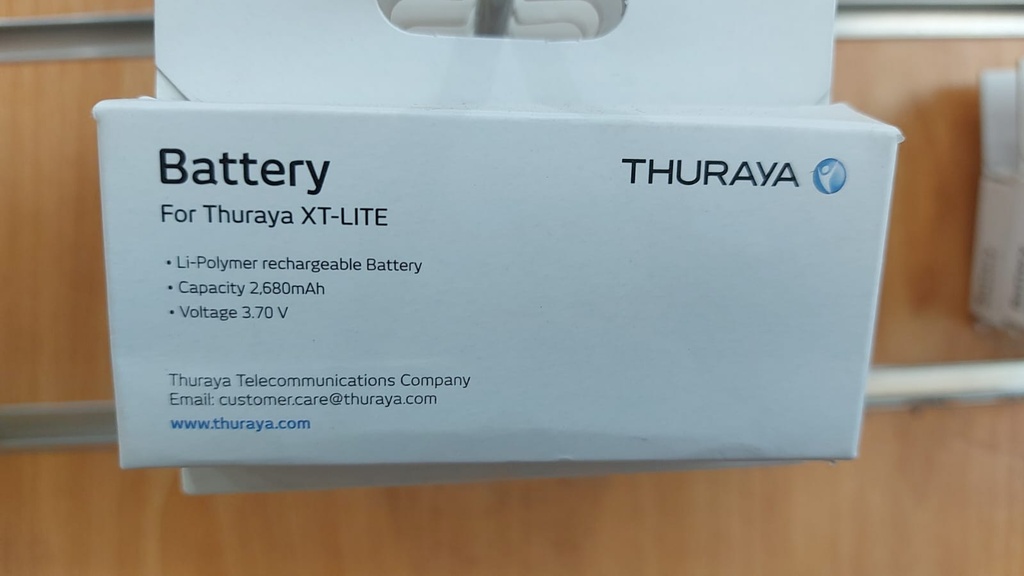 Battery
THURAYA
For Thuraya XT-LITE
• Li-Polymer rechargeable Battery
• Capacity 2,680mAh
• Voltage 3.70 V
Thuraya Telecommunications Company
Email: customer.care@thuraya.com
www.thuraya.com